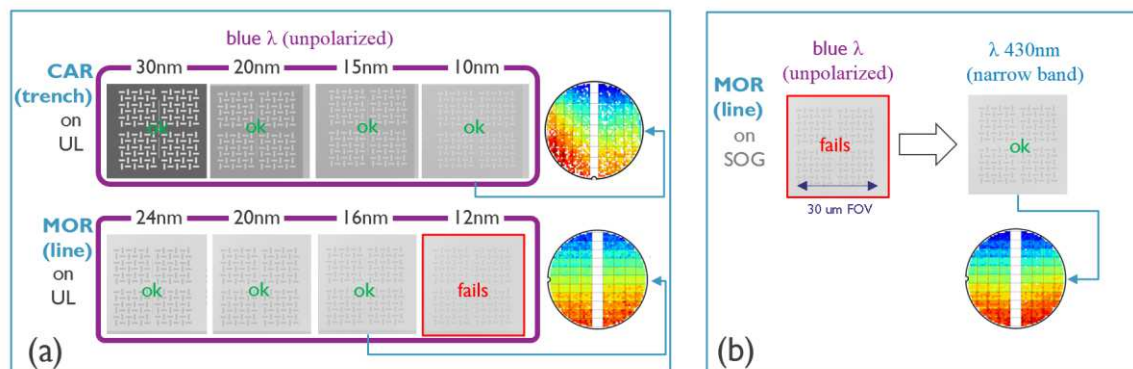 blue λ (unpolarized)
CAR
(trench)
on
UL
30nm
20nm
15nm
10nm
ok
ok
ok
ok
MOR
(line)
on
UL
24nm
20nm
16nm
12nm
ok
ok
ok
fails
(a)
MOR
(line)
on
SOG
blue λ
(unpolarized)
fails
30 um FOV
λ 430nm
(narrow band)
ok
(b)